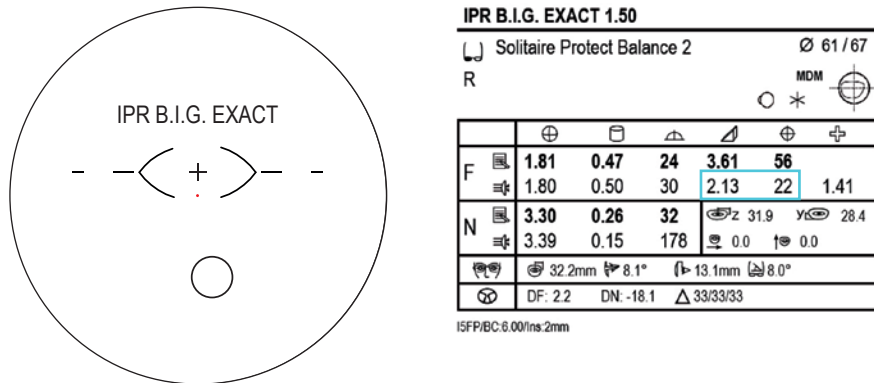 IPR B.I.G. EXACT
IPR B.I.G. EXACT 1.50
Solitaire Protect Balance 2 Ø 61/67
R MDM
F 1.81 0.47 24 3.61 56
1.80 0.50 30 2.13 22 1.41
N 3.30 0.26 32 z 31.9 y 28.4
3.39 0.15 178 0.0 0.0
32.2mm 8.1° 13.1mm 8.0°
DF: 2.2 DN: -18.1 33/33/33
I5FP/BC:6.00/Ins:2mm